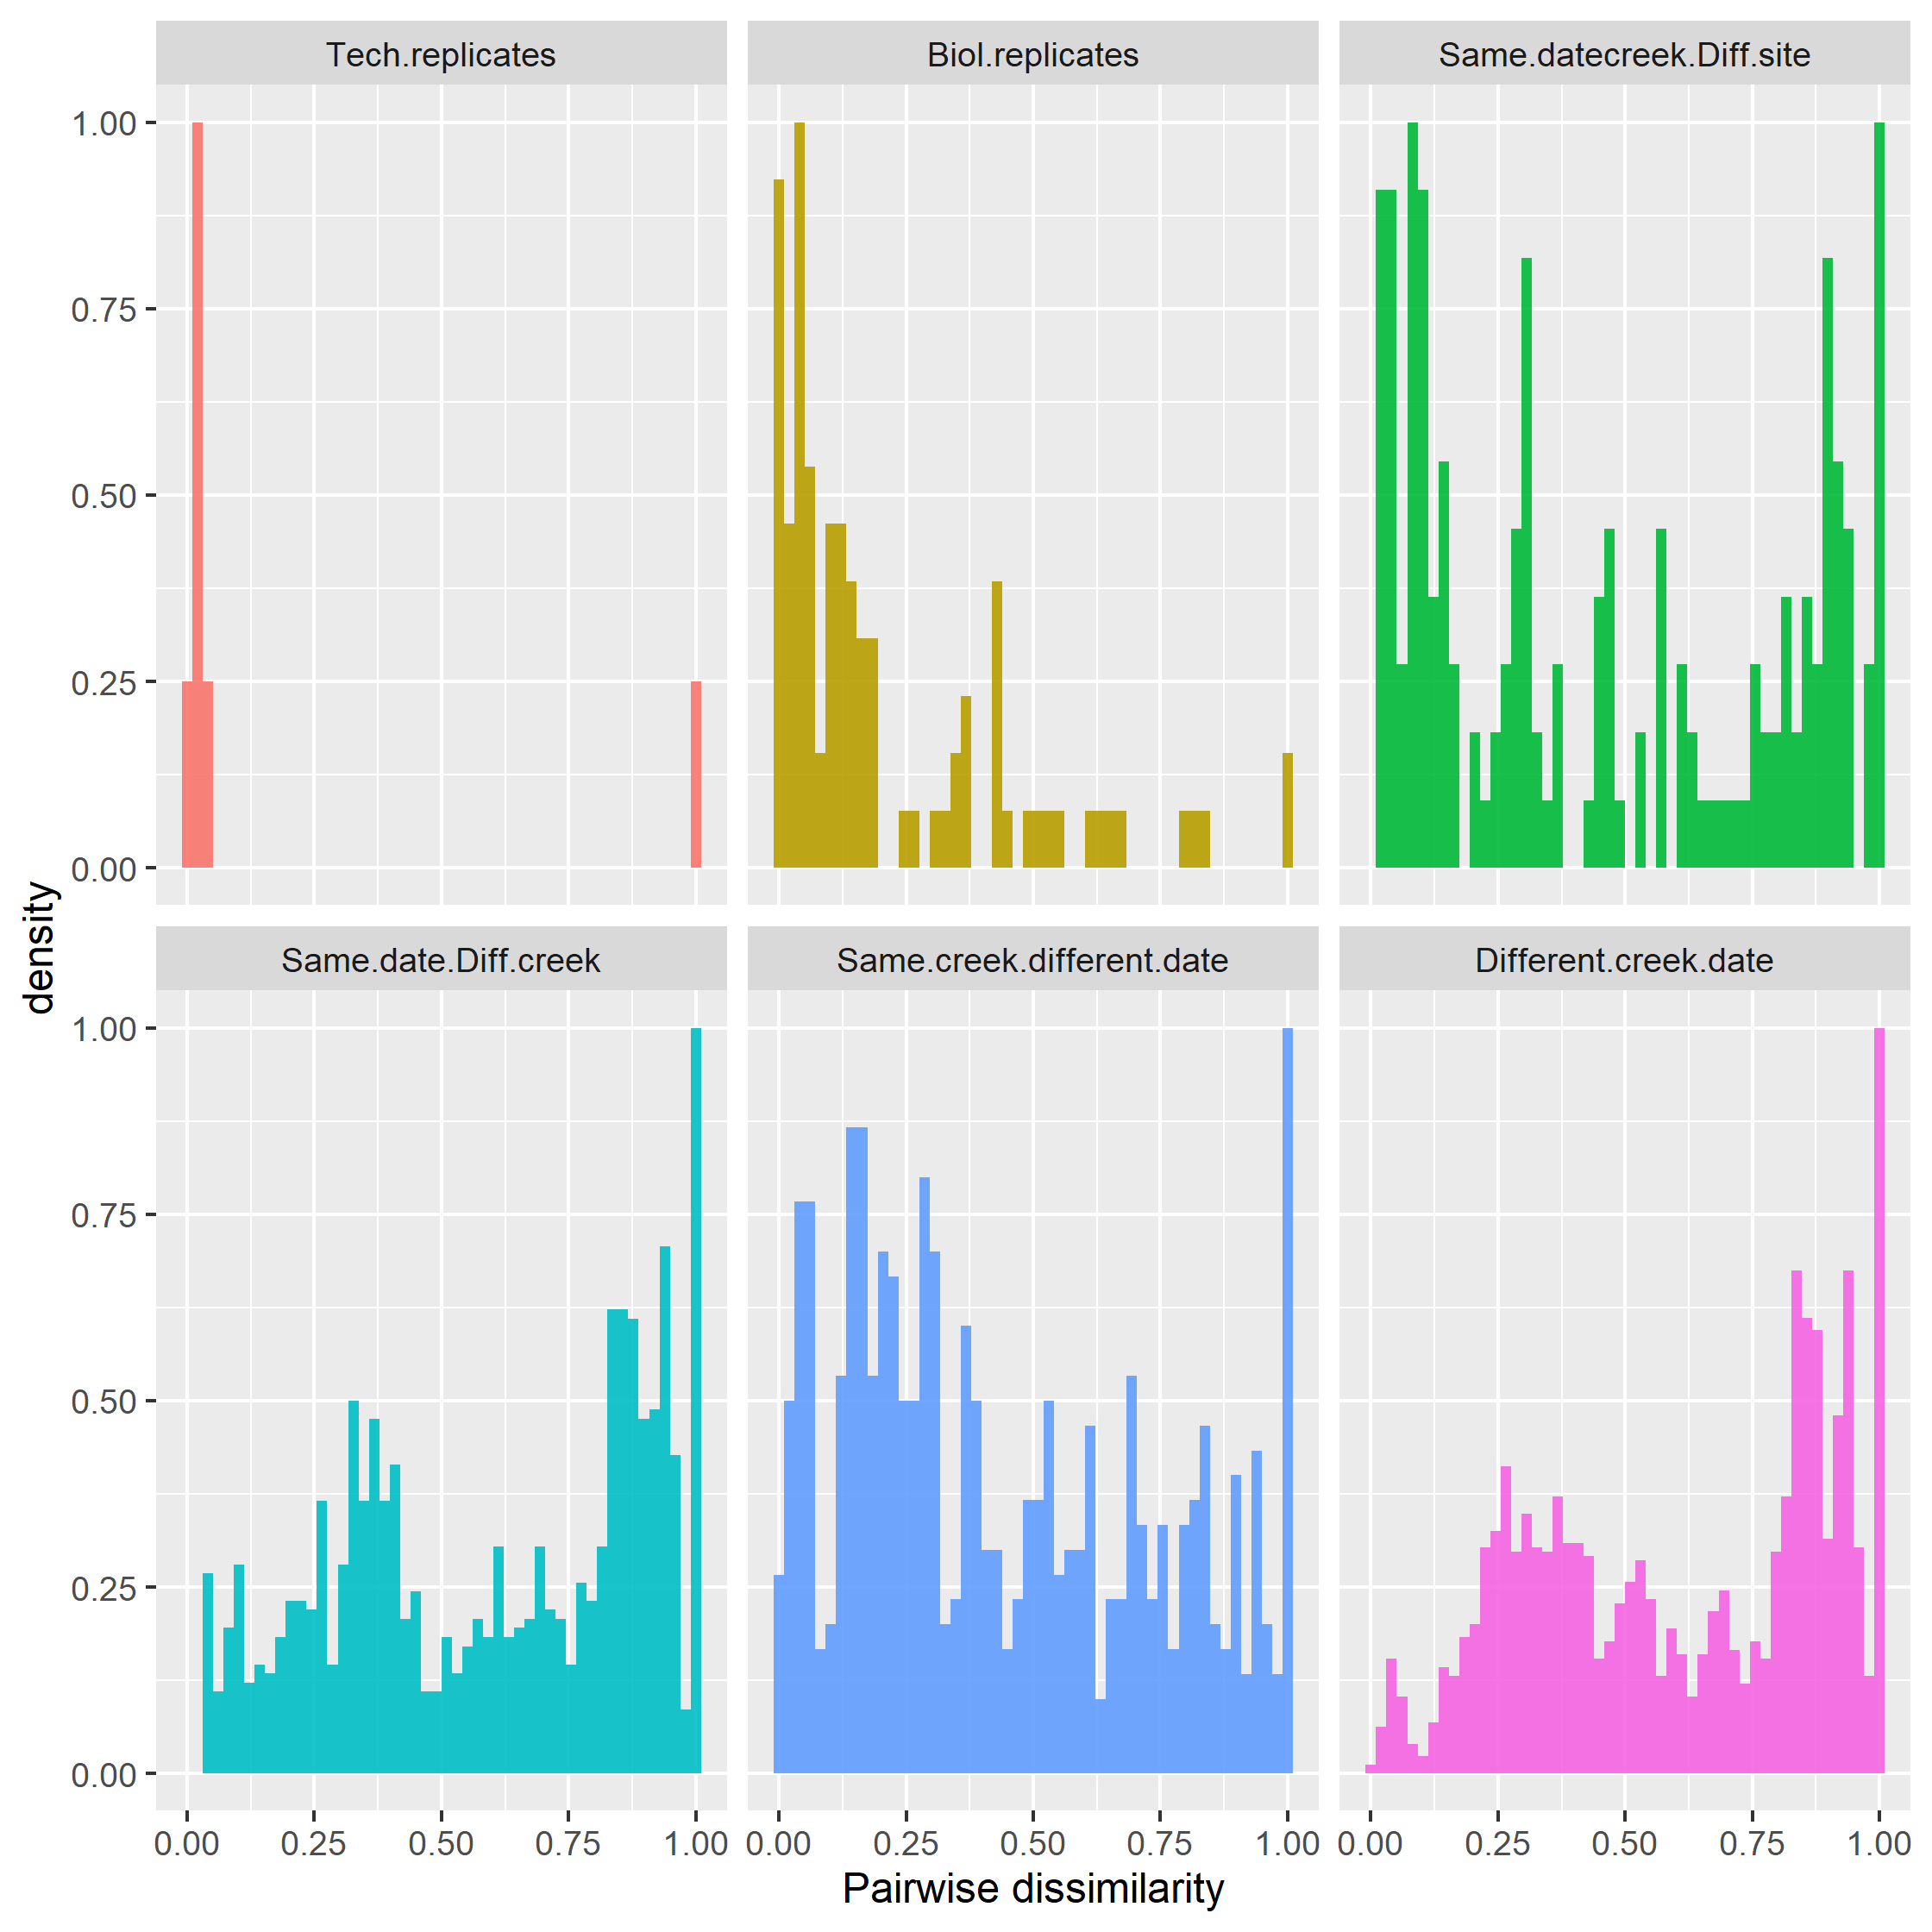 Tech.replicates
Biol.replicates
Same.datecreek.Diff.site
1.00
0.75
0.50
0.25
0.00
density
Same.date.Diff.creek
Same.creek.different.date
Different.creek.date
1.00
0.75
0.50
0.25
0.00
0.00 0.25 0.50 0.75 1.00
0.00 0.25 0.50 0.75 1.00
0.00 0.25 0.50 0.75 1.00
Pairwise dissimilarity